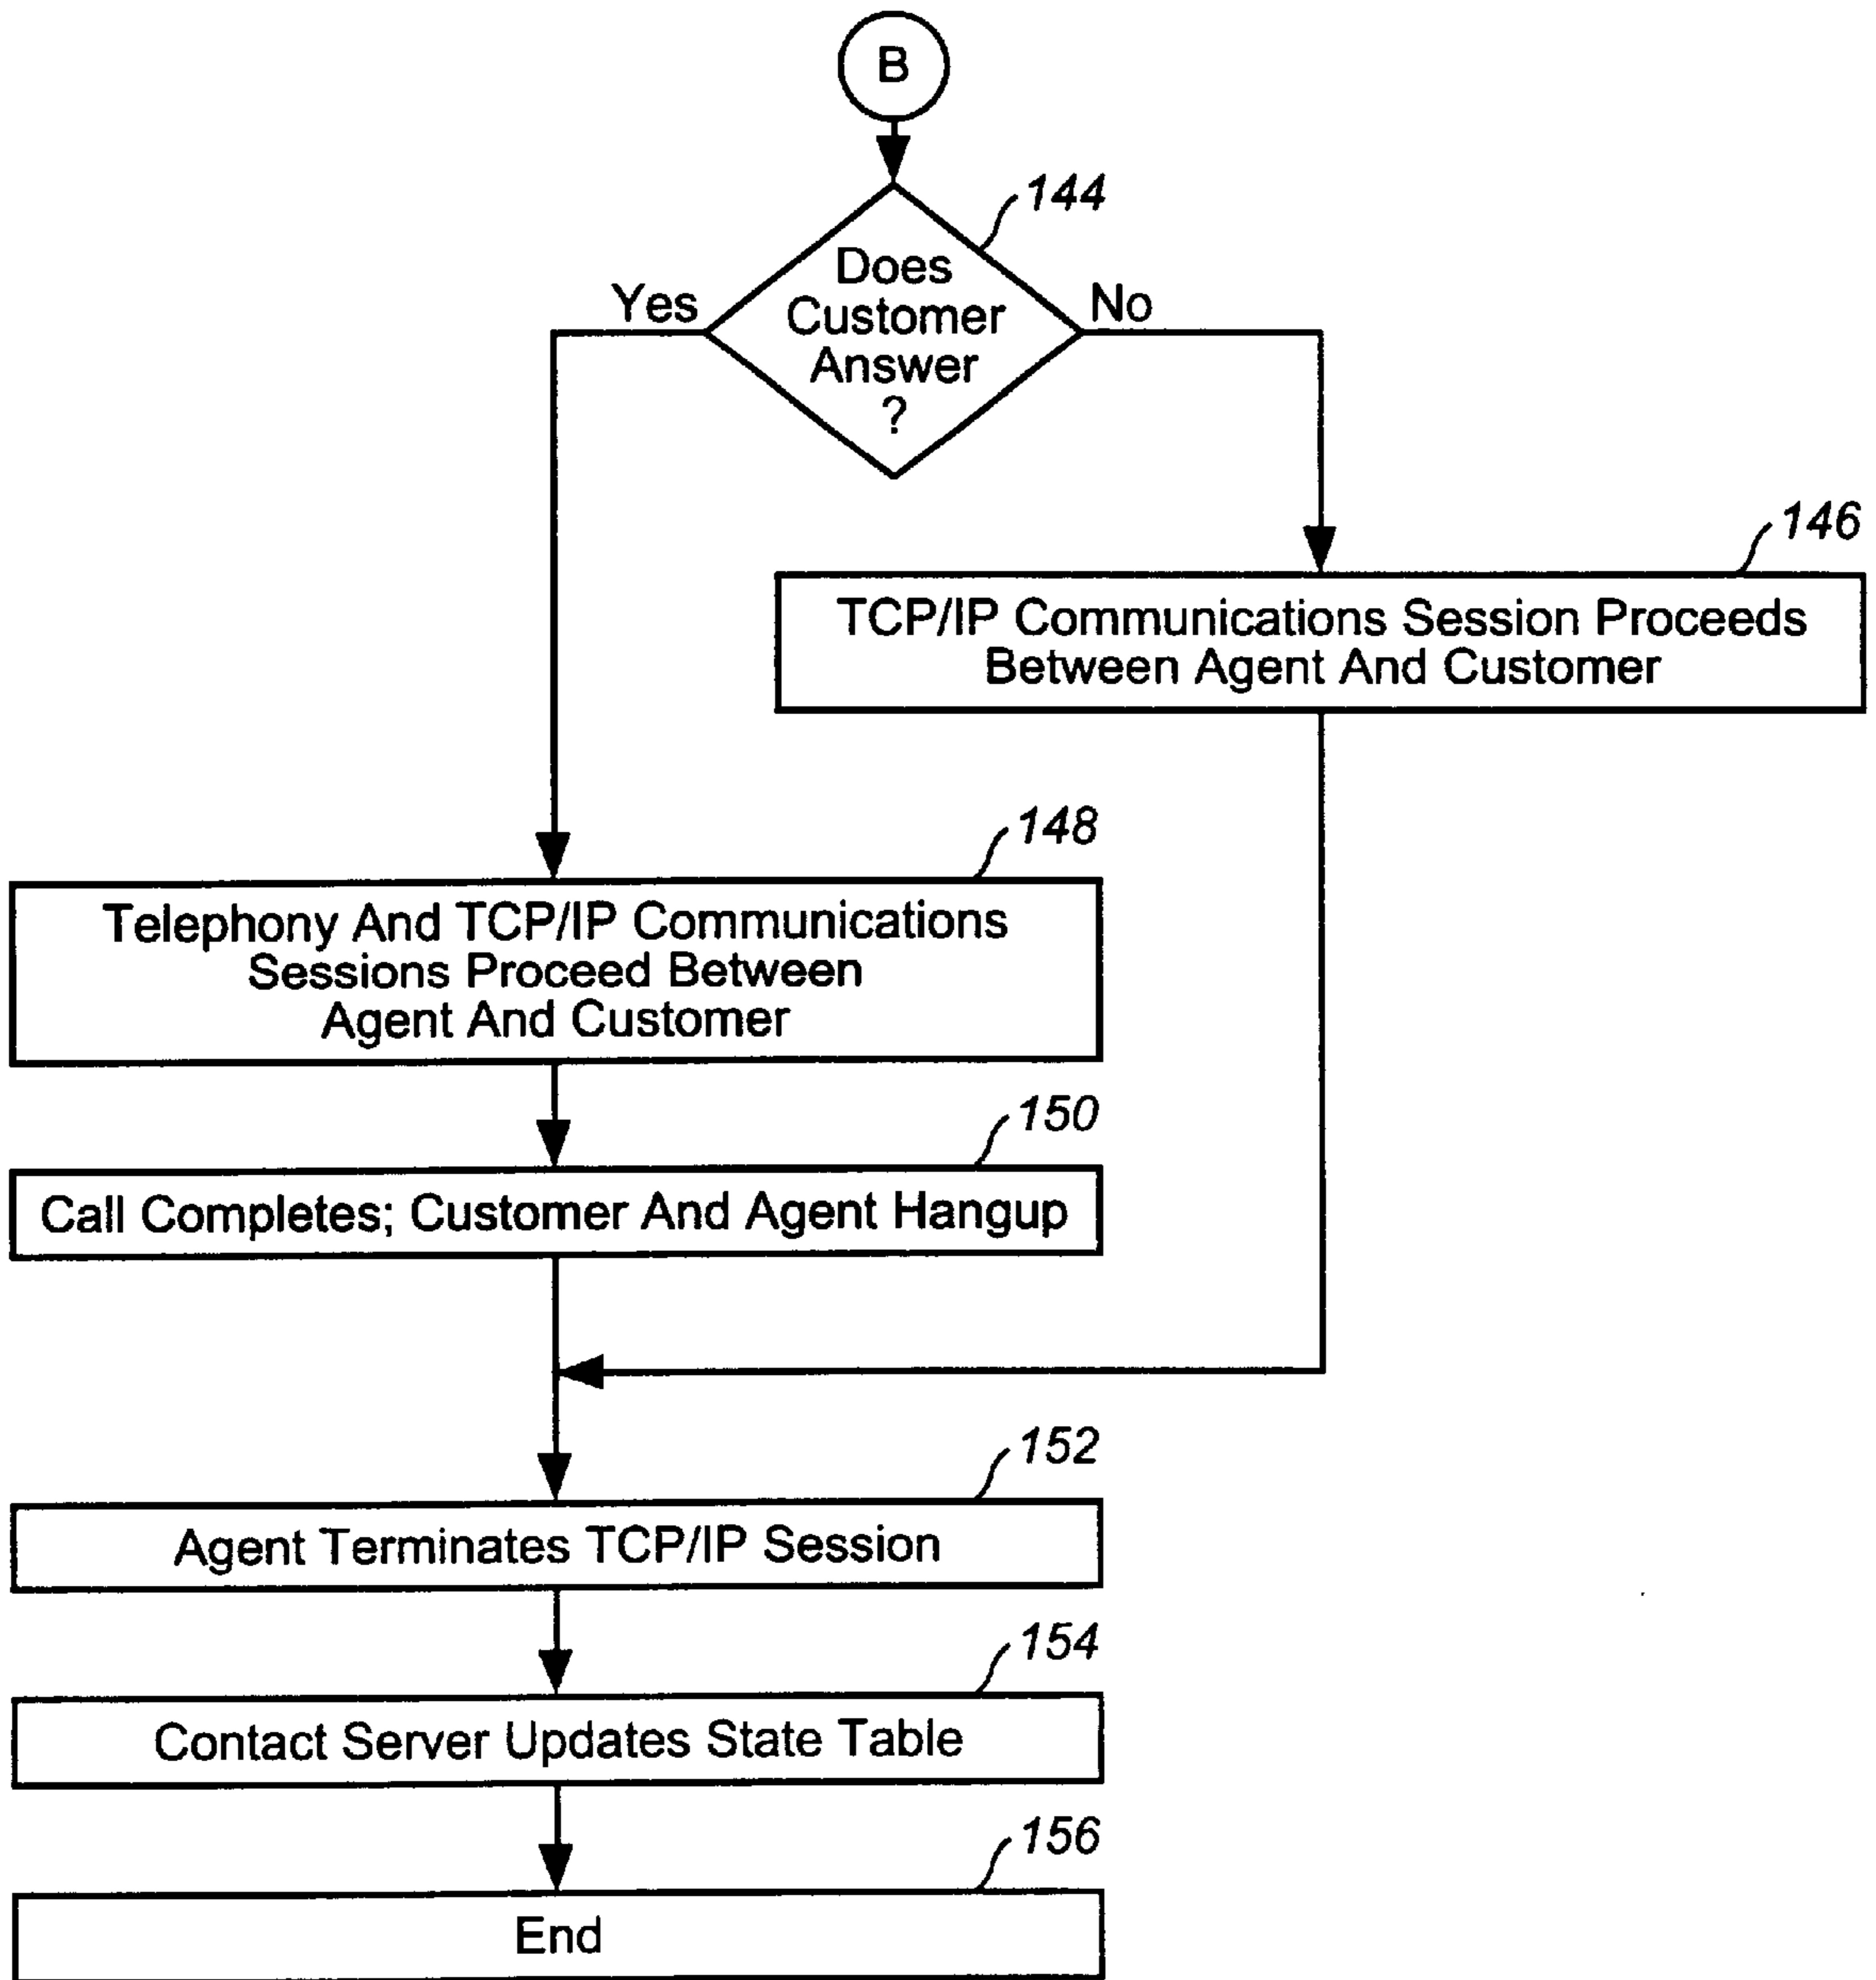 B
144
Does
Customer
Answer
?
Yes
No
146
TCP/IP Communications Session Proceeds
Between Agent And Customer
148
Telephony And TCP/IP Communications
Sessions Proceed Between
Agent And Customer
150
Call Completes; Customer And Agent Hangup
152
Agent Terminates TCP/IP Session
154
Contact Server Updates State Table
156
End